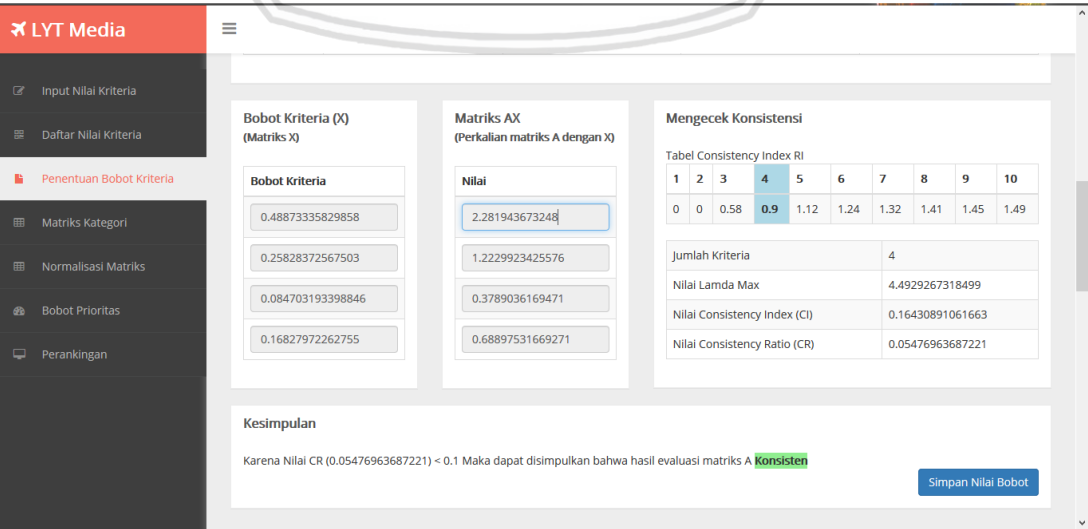 LYT Media
Input Nilai Kriteria
Daftar Nilai Kriteria
Penentuan Bobot Kriteria
Matriks Kategori
Normalisasi Matriks
Bobot Prioritas
Perankingan
Bobot Kriteria (X)
(Matriks X)
Bobot Kriteria
0.48873335829858
0.25828372567503
0.084703193398846
0.16827972262755
Matriks AX
(Perkalian matriks A dengan X)
Nilai
2.281943673248
1.2229923425576
0.3789036169471
0.68897531669271
Mengecek Konsistensi
Tabel Consistency Index RI
1 2 3 4 5 6 7 8 9 10
0 0 0.58 0.9 1.12 1.24 1.32 1.41 1.45 1.49
Jumlah Kriteria 4
Nilai Lamda Max 4.4929267318499
Nilai Consistency Index (CI) 0.16430891061663
Nilai Consistency Ratio (CR) 0.05476963687221
Kesimpulan
Karena Nilai CR (0.05476963687221) < 0.1 Maka dapat disimpulkan bahwa hasil evaluasi matriks A Konsisten
Simpan Nilai Bobot